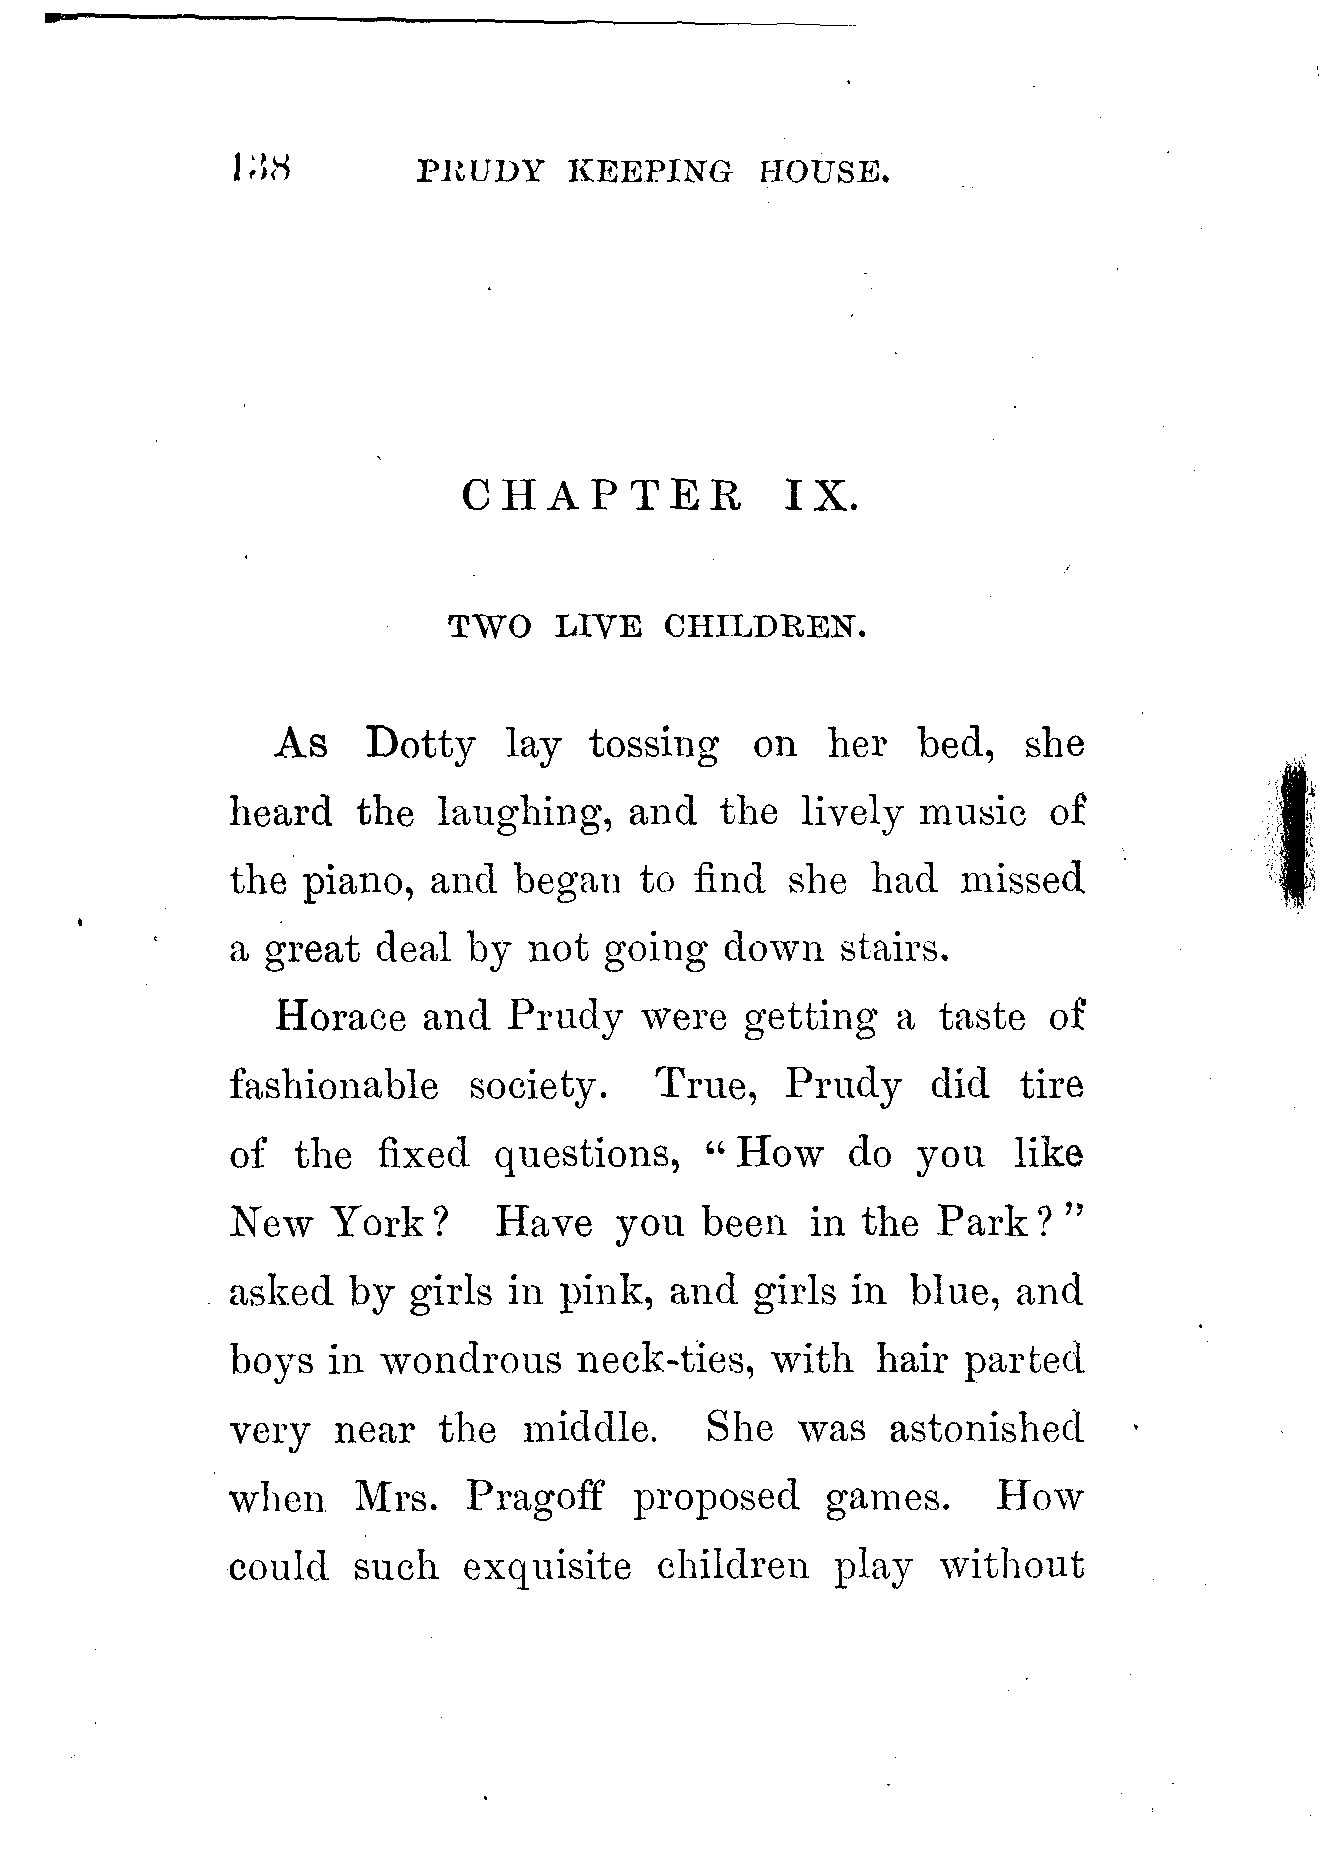 138 PRUDY KEEPING HOUSE.
CHAPTER IX.
TWO LIVE CHILDREN.
As Dotty lay tossing on her bed, she
heard the laughing, and the lively music of
the piano, and began to find she had missed
a great deal by not going down stairs.
Horace and Prudy were getting a taste of
fashionable society. True, Prudy did tire
of the fixed questions, “How do you like
New York? Have you been in the Park?”
asked by girls in pink, and girls in blue, and
boys in wondrous neck-ties, with hair parted
very near the middle. She was astonished
when Mrs. Pragoff proposed games. How
could such exquisite children play without